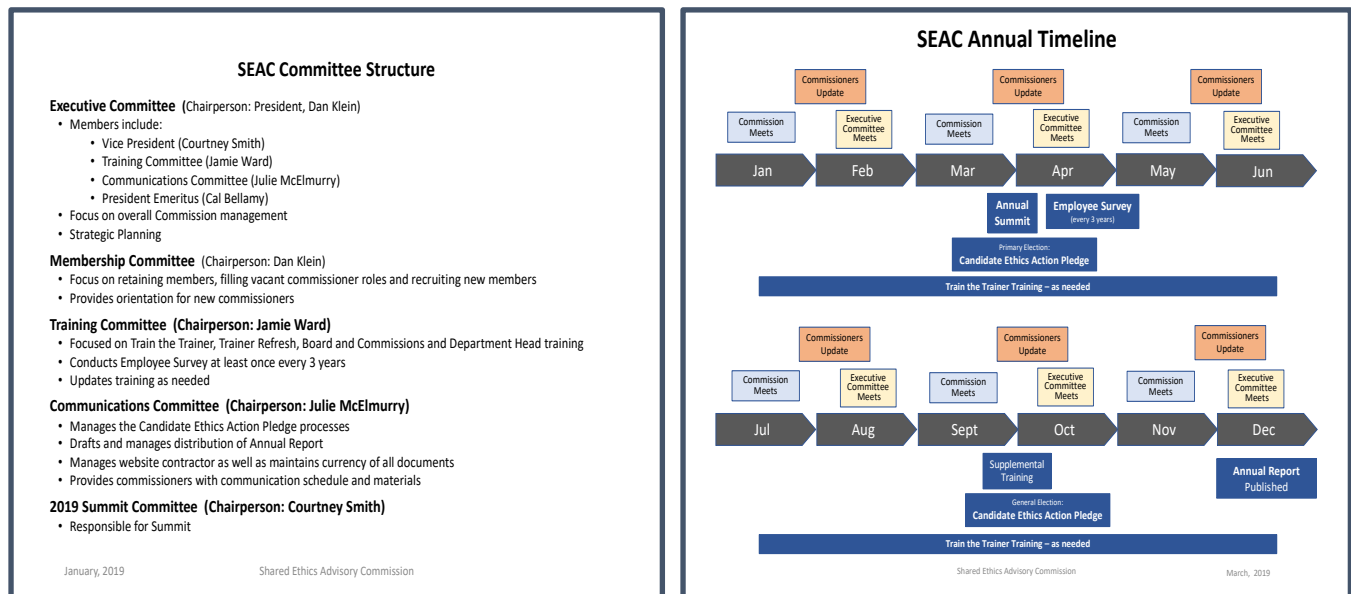 SEAC Committee Structure
Executive Committee (Chairperson: President, Dan Klein)
• Members include:
• Vice President (Courtney Smith)
• Training Committee (Jamie Ward)
• Communications Committee (Julie McElmurry)
• President Emeritus (Cal Bellamy)
• Focus on overall Commission management
• Strategic Planning
Membership Committee (Chairperson: Dan Klein)
• Focus on retaining members, filling vacant commissioner roles and recruiting new members
• Provides orientation for new commissioners
Training Committee (Chairperson: Jamie Ward)
• Focused on Train the Trainer, Trainer Refresh, Board and Commissions and Department Head training
• Conducts Employee Survey at least once every 3 years
• Updates training as needed
Communications Committee (Chairperson: Julie McElmurry)
• Manages the Candidate Ethics Action Pledge processes
• Drafts and manages distribution of Annual Report
• Manages website contractor as well as maintains currency of all documents
• Provides commissioners with communication schedule and materials
2019 Summit Committee (Chairperson: Courtney Smith)
• Responsible for Summit
January, 2019
Shared Ethics Advisory Commission
SEAC Annual Timeline
Commissioners
Update
Commissioners
Update
Commissioners
Update
Commission
Meets
Executive
Committee
Meets
Commission
Meets
Executive
Committee
Meets
Commission
Meets
Executive
Committee
Meets
Jan
Feb
Mar
Apr
May
Jun
Annual
Summit
Employee Survey
(every 3 years)
Primary Election:
Candidate Ethics Action Pledge
Train the Trainer Training – as needed
Commissioners
Update
Commissioners
Update
Commissioners
Update
Commission
Meets
Executive
Committee
Meets
Commission
Meets
Executive
Committee
Meets
Commission
Meets
Executive
Committee
Meets
Jul
Aug
Sept
Oct
Nov
Dec
Supplemental
Training
Annual Report
Published
General Election:
Candidate Ethics Action Pledge
Train the Trainer Training – as needed
Shared Ethics Advisory Commission
March, 2019